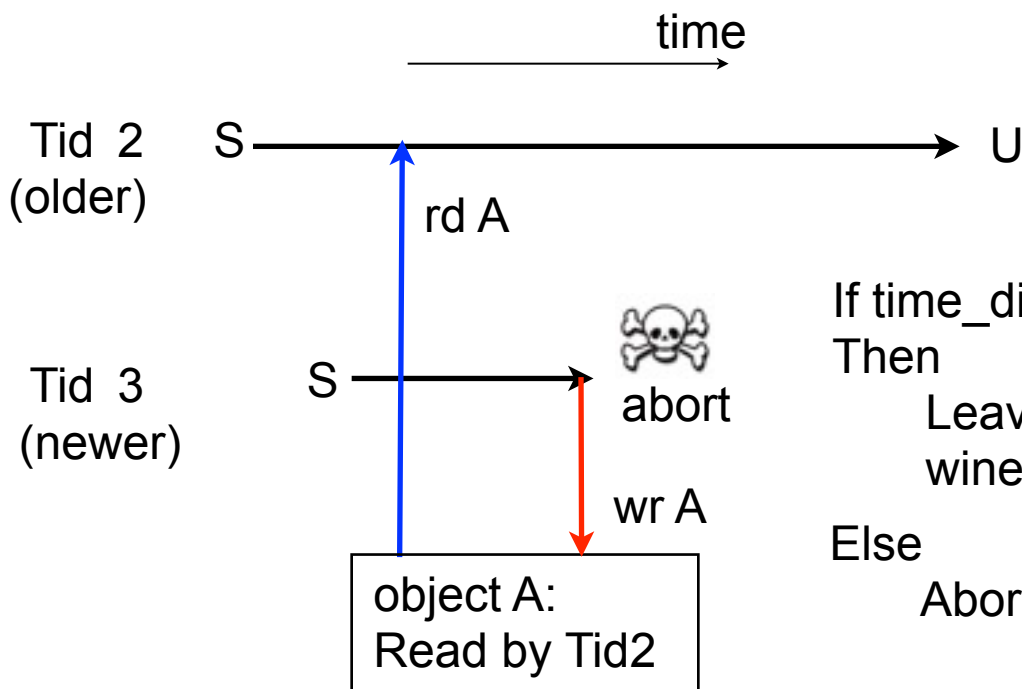 time
Tid 2
(older)
S
U
rd A
Tid 3
(newer)
S
abort
wr A
object A:
Read by Tid2
If time_di
Then
Leav
wine
Else
Abor